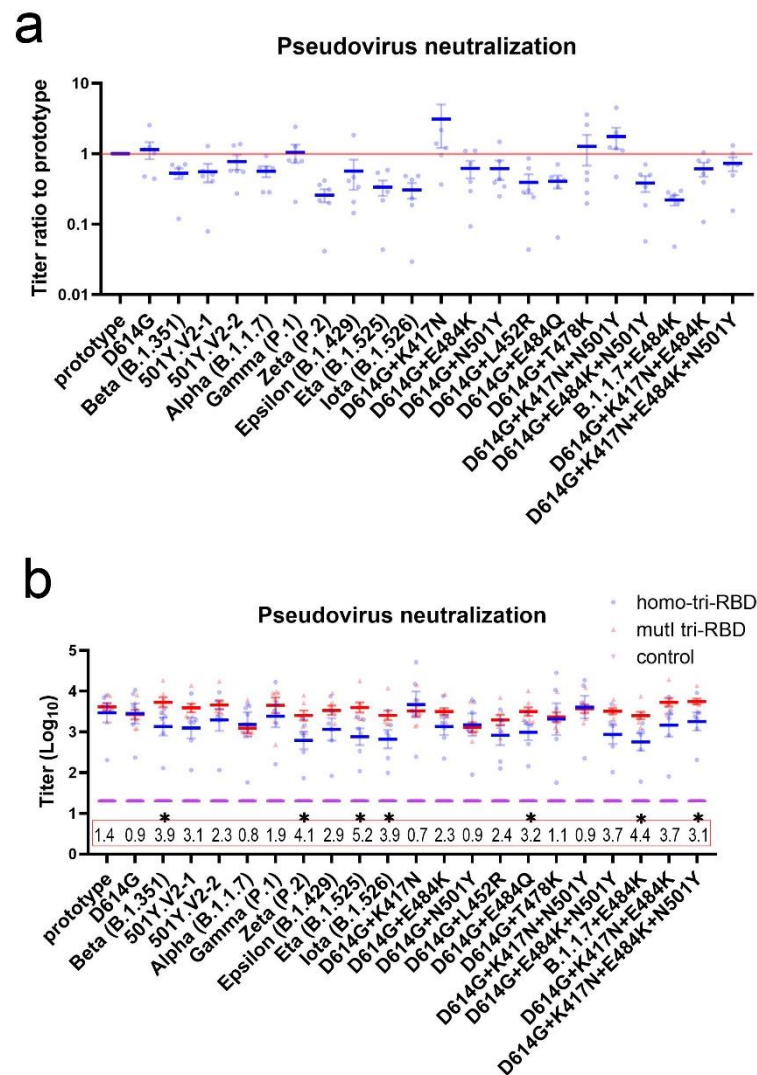 a
Pseudovirus neutralization
Titer ratio to prototype
10
1
0.1
0.01
prototype
D614G
Beta (B.1.351)
501Y.V2-1
501Y.V2-2
Alpha (B.1.1.7)
Gamma (P.1)
Zeta (P.2)
Epsilon (B.1.429)
Eta (B.1.525)
Iota (B.1.526)
D614G+K417N
D614G+E484K
D614G+N501Y
D614G+L452R
D614G+E484Q
D614G+T478K
D614G+K417N+N501Y
D614G+E484K+N501Y
B.1.1.7+E484K
D614G+K417N+E484K
D614G+K417N+E484K+N501Y
b
Pseudovirus neutralization
homo-tri-RBD
mutl tri-RBD
control
Titer (Log10)
5
4
3
2
1
0
* * * * * * *
1.4 0.9 3.9 3.1 2.3 0.8 1.9 4.1 2.9 5.2 3.9 0.7 2.3 0.9 2.4 3.2 1.1 0.9 3.7 4.4 3.7 3.1
prototype
D614G
Beta (B.1.351)
501Y.V2-1
501Y.V2-2
Alpha (B.1.1.7)
Gamma (P.1)
Zeta (P.2)
Epsilon (B.1.429)
Eta (B.1.525)
Iota (B.1.526)
D614G+K417N
D614G+E484K
D614G+N501Y
D614G+L452R
D614G+E484Q
D614G+T478K
D614G+K417N+N501Y
D614G+E484K+N501Y
B.1.1.7+E484K
D614G+K417N+E484K
D614G+K417N+E484K+N501Y